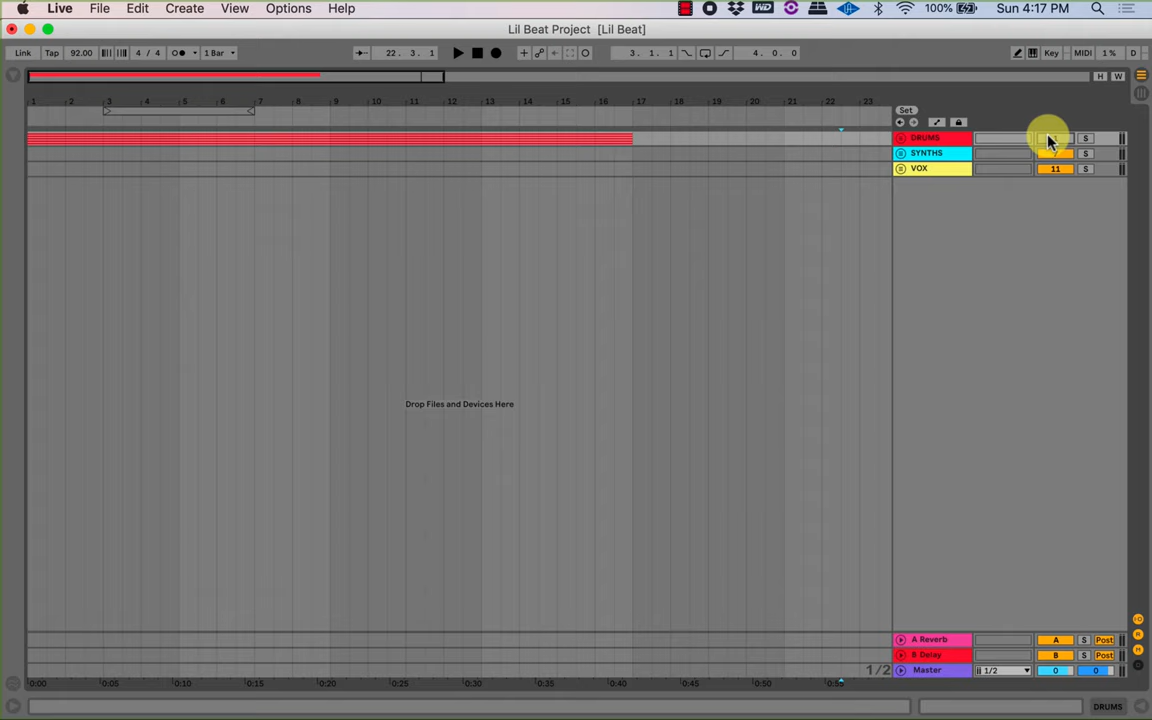 Live File Edit Create View Options Help 100% Sun 4:17 PM
Lil Beat Project [Lil Beat]
Link Tap 92.00 4 / 4 1 Bar 22. 3. 1 3. 1. 1 4. 0. 0 Key MIDI 1 % D
H W
1 2 3 4 5 6 7 8 9 10 11 12 13 14 15 16 17 18 19 20 21 22 23
Set
DRUMS S
SYNTHS 7 S
VOX 11 S
Drop Files and Devices Here
A Reverb A S Post
B Delay B S Post
1/2 Master 1/2 0 0
0:00 0:05 0:10 0:15 0:20 0:25 0:30 0:35 0:40 0:45 0:50 0:55
DRUMS